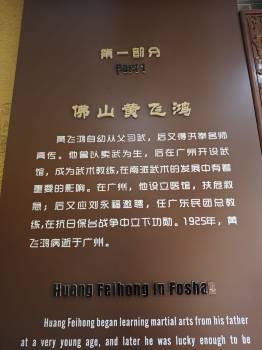 第一部分
Part 1
佛山黄飞鸿
黄飞鸿自幼从父习武，后又得洪拳名师
真传。他曾以卖武为生，后在广州开设武
馆，成为武术教练，在南派武术的发展中有着
重要的影响。在广州，他设立医馆，扶危救
急；后又应刘永福邀聘，任广东民团总教
练，在抗日保台战争中立下功勋。1925年，黄
飞鸿病逝于广州。
Huang Feihong in Fosha
Huang Feihong began learning martial arts from his father
at a very young age, and later he was lucky enough to be